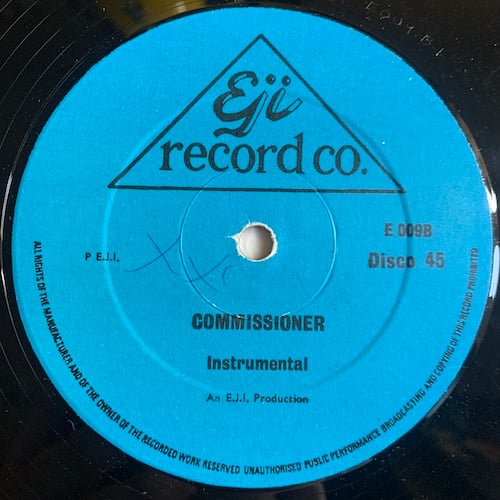 Eji
record co.
E 009B
P E.J.I.
Disco 45
COMMISSIONER
Instrumental
An E.J.I. Production
ALL RIGHTS OF THE MANUFACTURER AND OF THE OWNER OF THE RECORDED WORK RESERVED UNAUTHORISED PUBLIC PERFORMANCE BROADCASTING AND COPYING OF THIS RECORD PROHIBITED